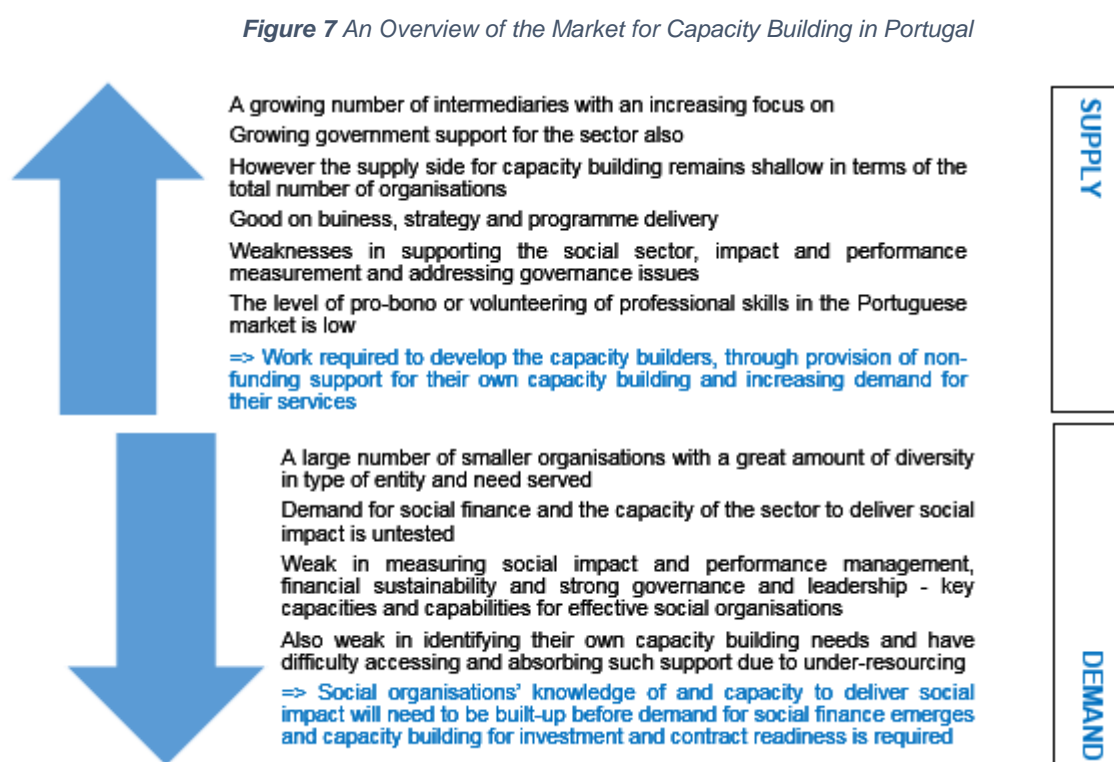 Figure 7 An Overview of the Market for Capacity Building in Portugal
A growing number of intermediaries with an increasing focus on
Growing government support for the sector also
However the supply side for capacity building remains shallow in terms of the
total number of organisations
Good on buiness, strategy and programme delivery
Weaknesses in supporting the social sector, impact and performance
measurement and addressing governance issues
The level of pro-bono or volunteering of professional skills in the Portuguese
market is low
=> Work required to develop the capacity builders, through provision of non-
funding support for their own capacity building and increasing demand for
their services
SUPPLY
A large number of smaller organisations with a great amount of diversity
in type of entity and need served
Demand for social finance and the capacity of the sector to deliver social
impact is untested
Weak in measuring social impact and performance management,
financial sustainability and strong governance and leadership - key
capacities and capabilities for effective social organisations
Also weak in identifying their own capacity building needs and have
difficulty accessing and absorbing such support due to under-resourcing
=> Social organisations' knowledge of and capacity to deliver social
impact will need to be built-up before demand for social finance emerges
and capacity building for investment and contract readiness is required
DEMAND